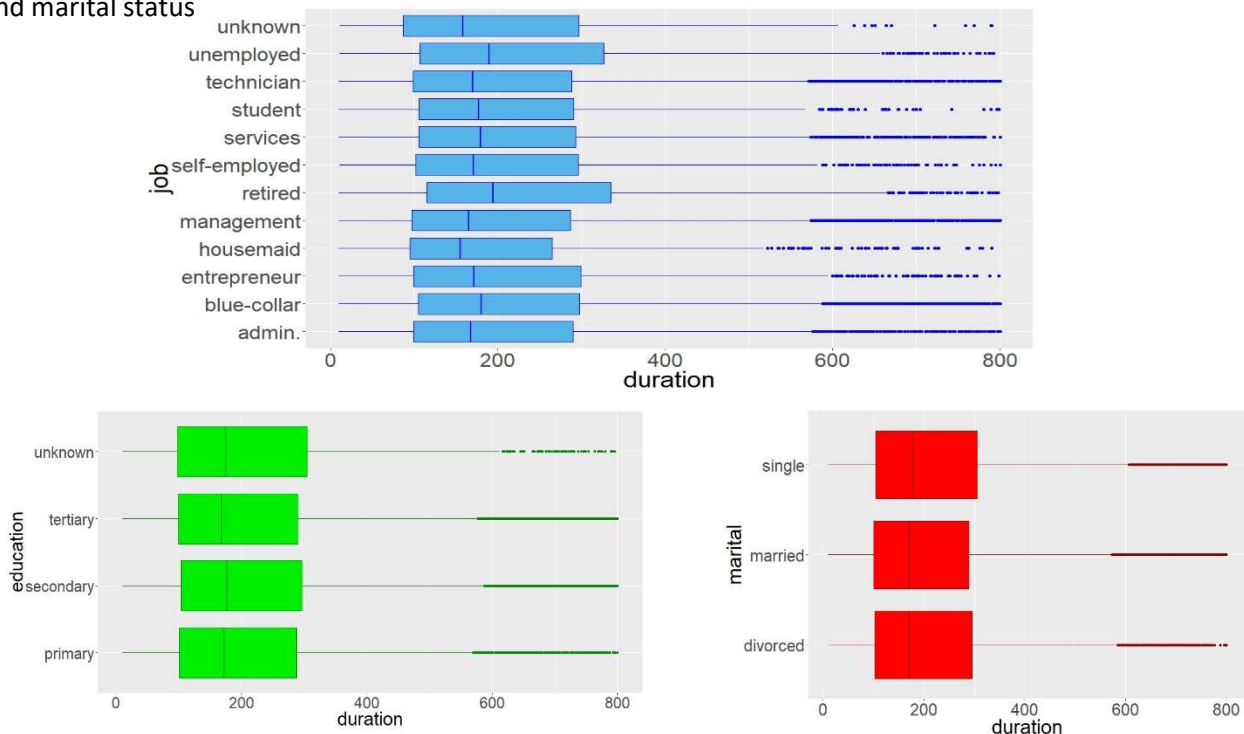 nd marital status
unknown
unemployed
technician
student
services
self-employed
retired
management
housemaid
entrepreneur
blue-collar
admin.
job
0 200 400 600 800
duration
unknown
tertiary
secondary
primary
education
0 200 400 600 800
duration
single
married
divorced
marital
0 200 400 600 800
duration